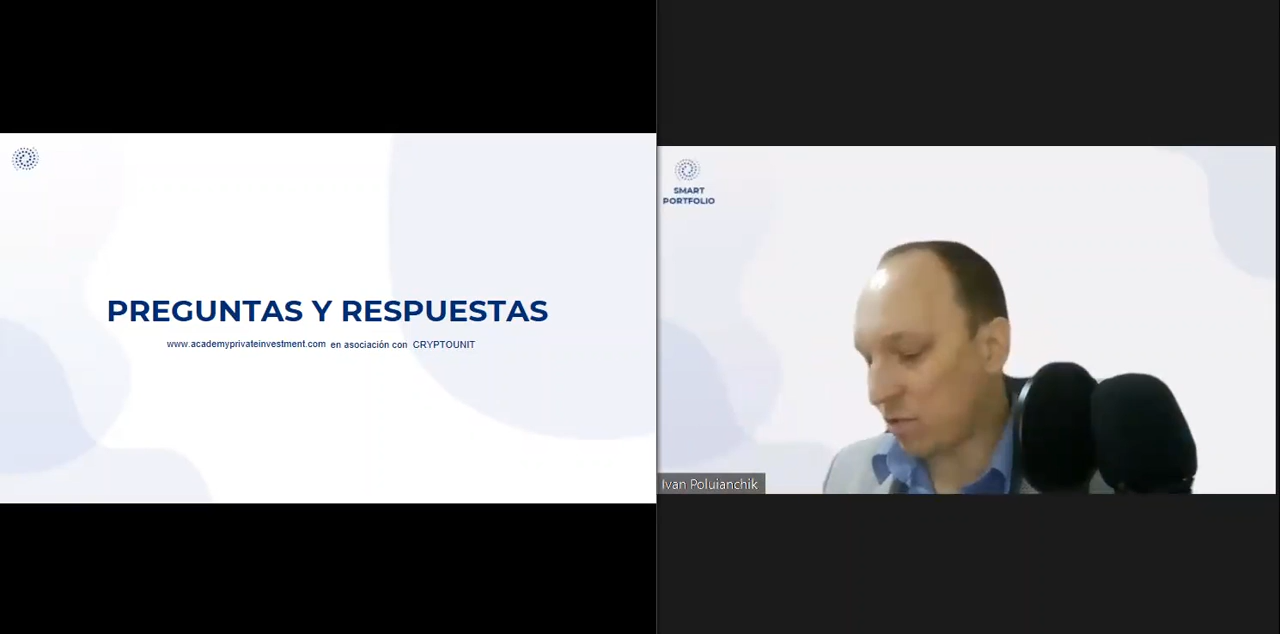 PREGUNTAS Y RESPUESTAS
www.academyprivateinvestment.com en asociación con CRYPTOUNIT
SMART
PORTFOLIO
Ivan Poluianchik